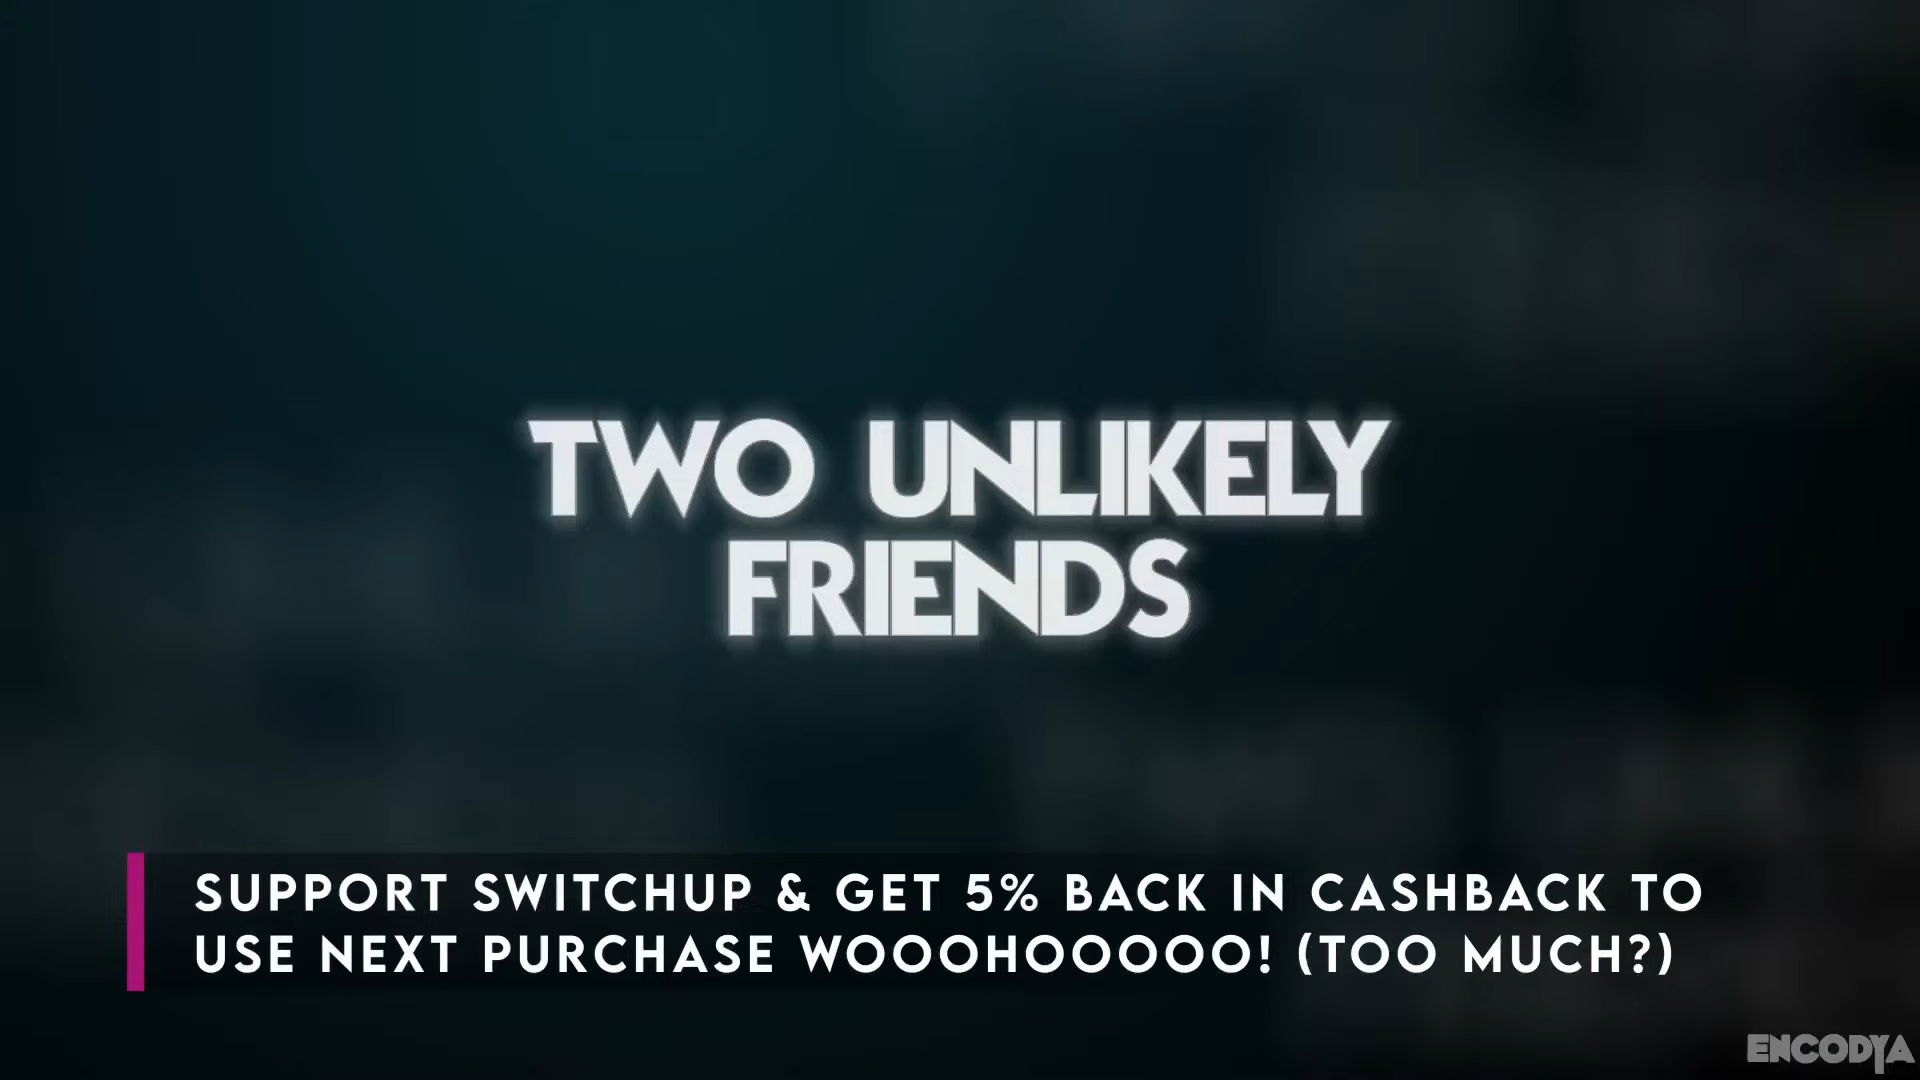 TWO UNLIKELY
FRIENDS
SUPPORT SWITCHUP & GET 5% BACK IN CASHBACK TO
USE NEXT PURCHASE WOOOHOOOOO! (TOO MUCH?)
ENCODYA